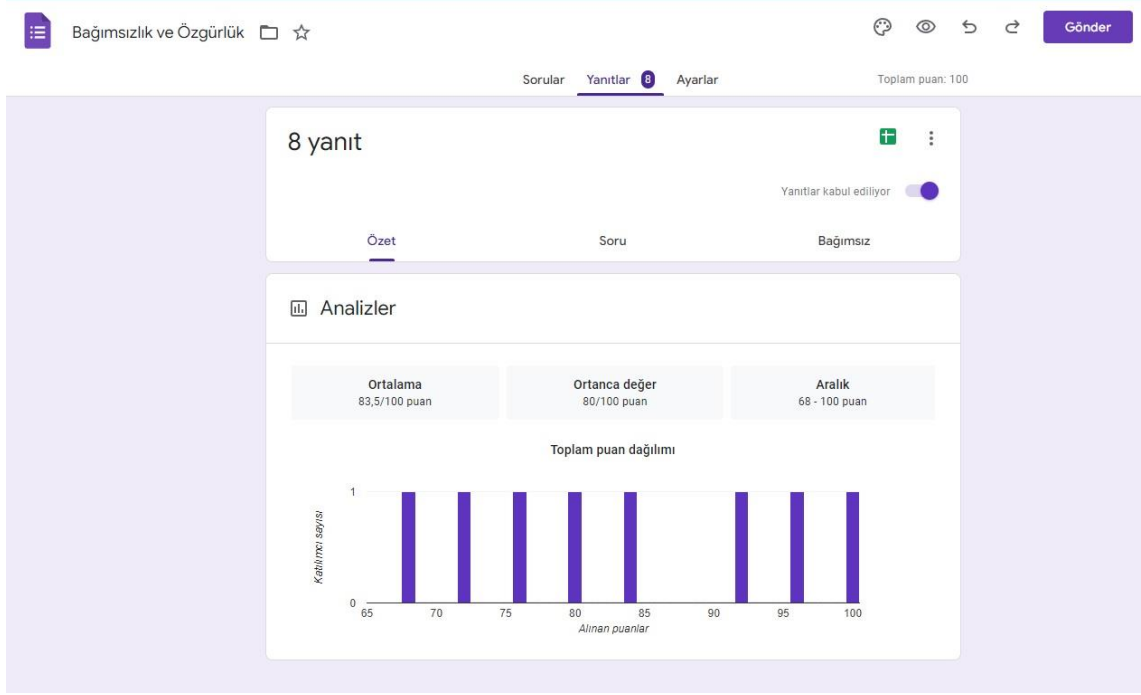 Bağımsızlık ve Özgürlük
Gönder
Sorular Yanıtlar 8 Ayarlar
Toplam puan: 100
8 yanıt
Yanıtlar kabul ediliyor
Özet Soru Bağımsız
Analizler
Ortalama
83,5/100 puan
Ortanca değer
80/100 puan
Aralık
68 - 100 puan
Toplam puan dağılımı
Katılımcı sayısı
1
0
65 70 75 80 85 90 95 100
Alınan puanlar